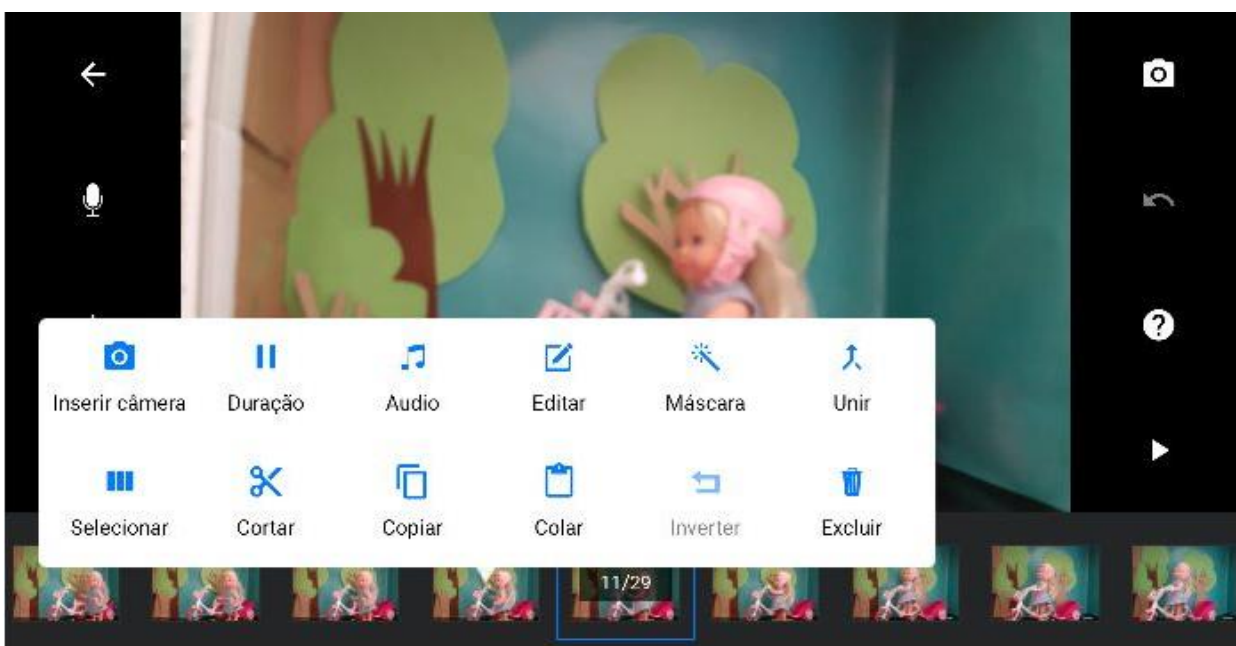 Inserir câmera Duração Audio Editar Máscara Unir
Selecionar Cortar Copiar Colar Inverter Excluir
11/29